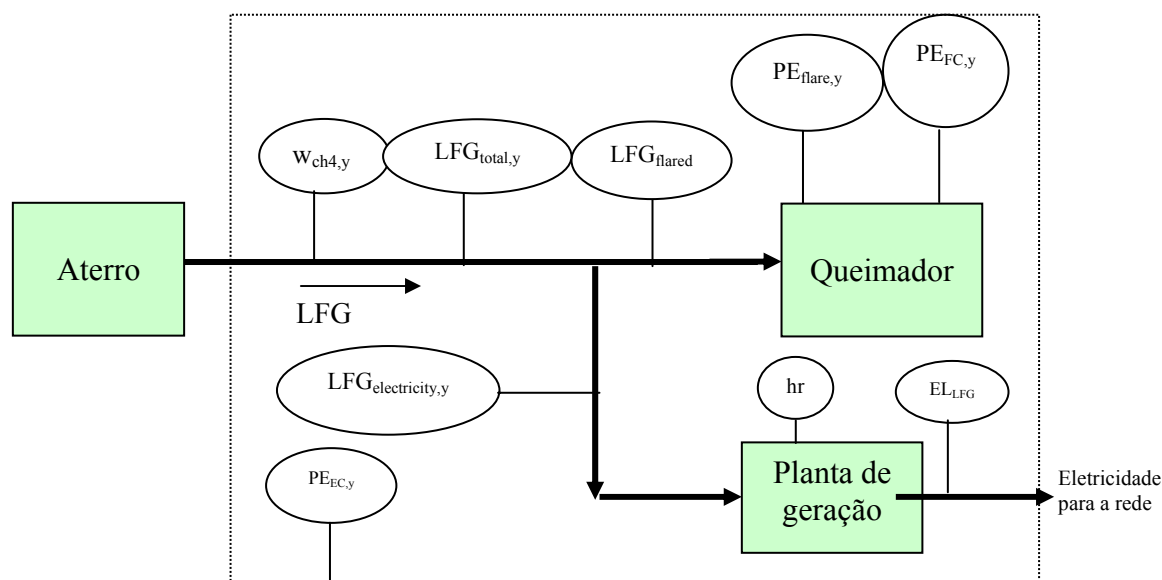 PE_flare,y
PE_FC,y
W_ch4,y
LFG_total,y
LFG_flared
Aterro
Queimador
LFG
LFG_electricity,y
hr
EL_LFG
PE_EC,y
Planta de
geração
Eletricidade
para a rede